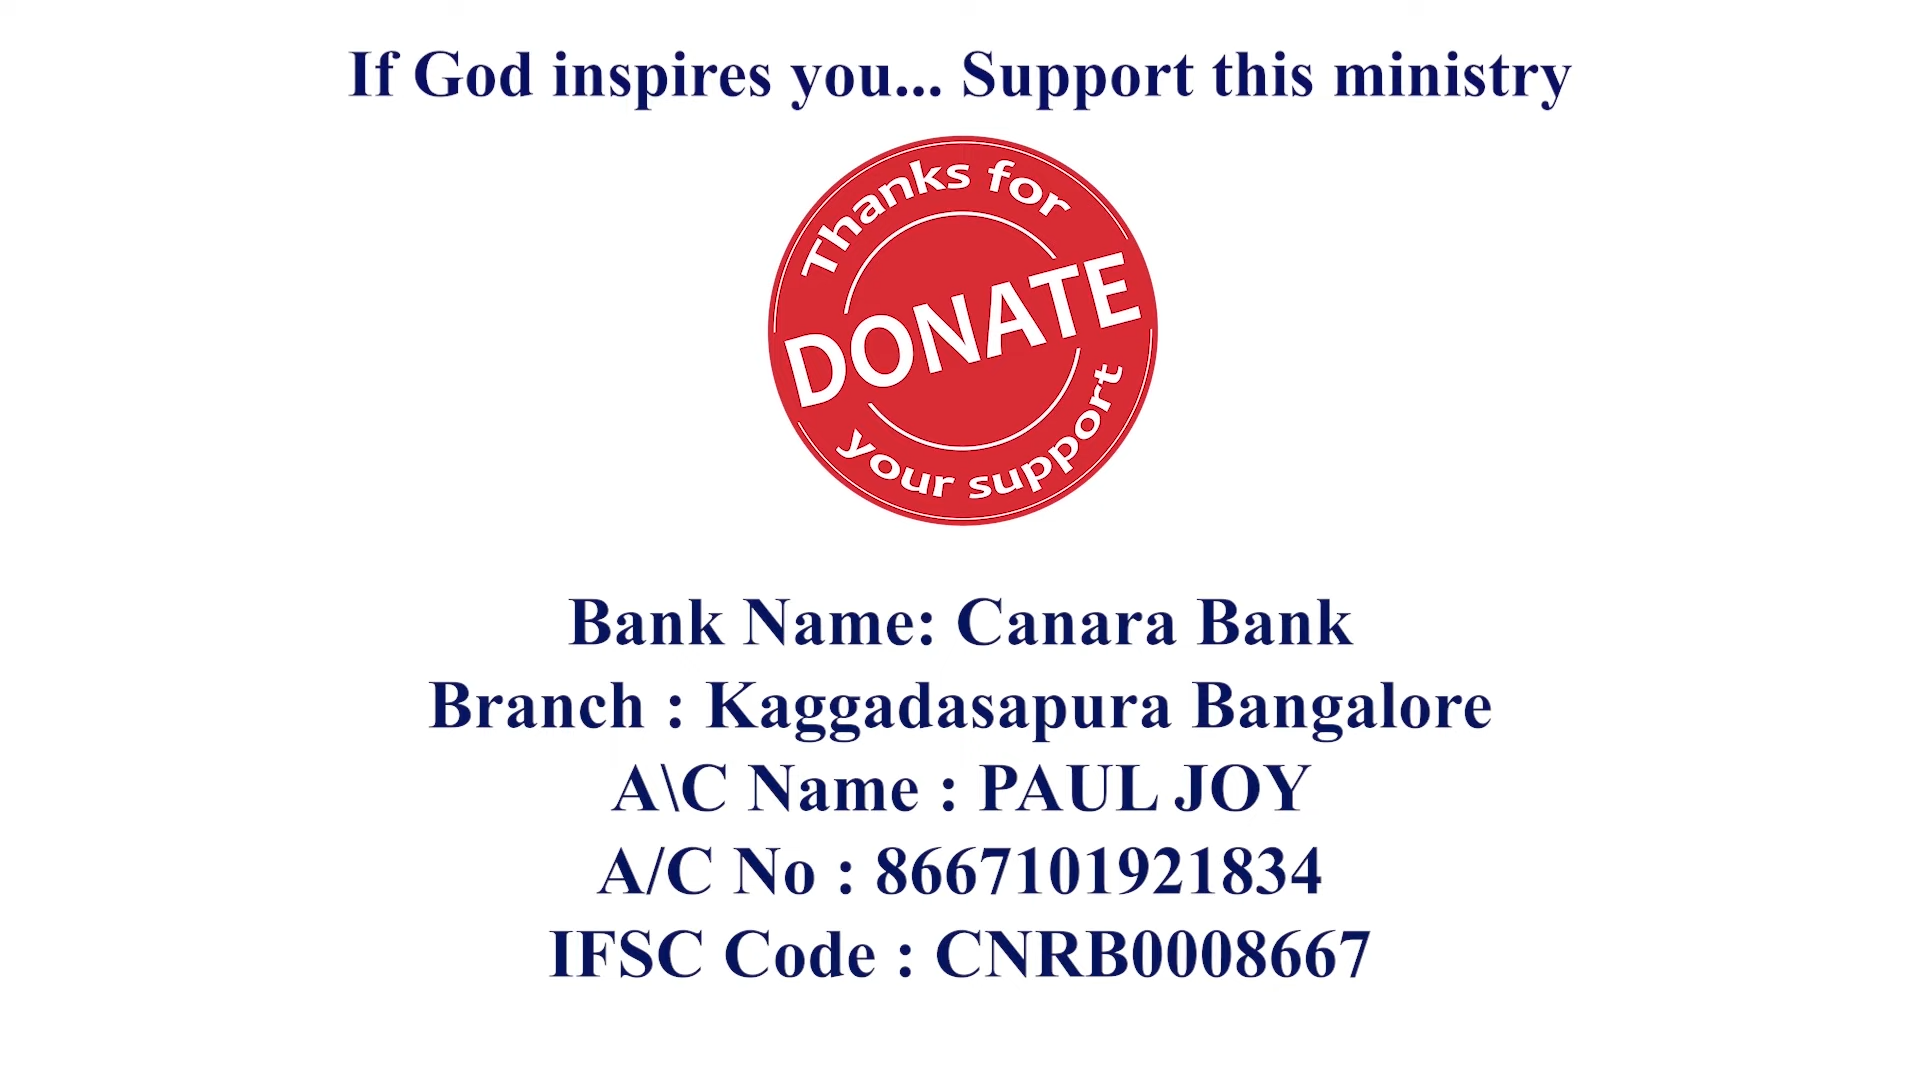 If God inspires you... Support this ministry
Thanks for
DONATE
your support
Bank Name: Canara Bank
Branch : Kaggadasapura Bangalore
A\C Name : PAUL JOY
A/C No : 8667101921834
IFSC Code : CNRB0008667